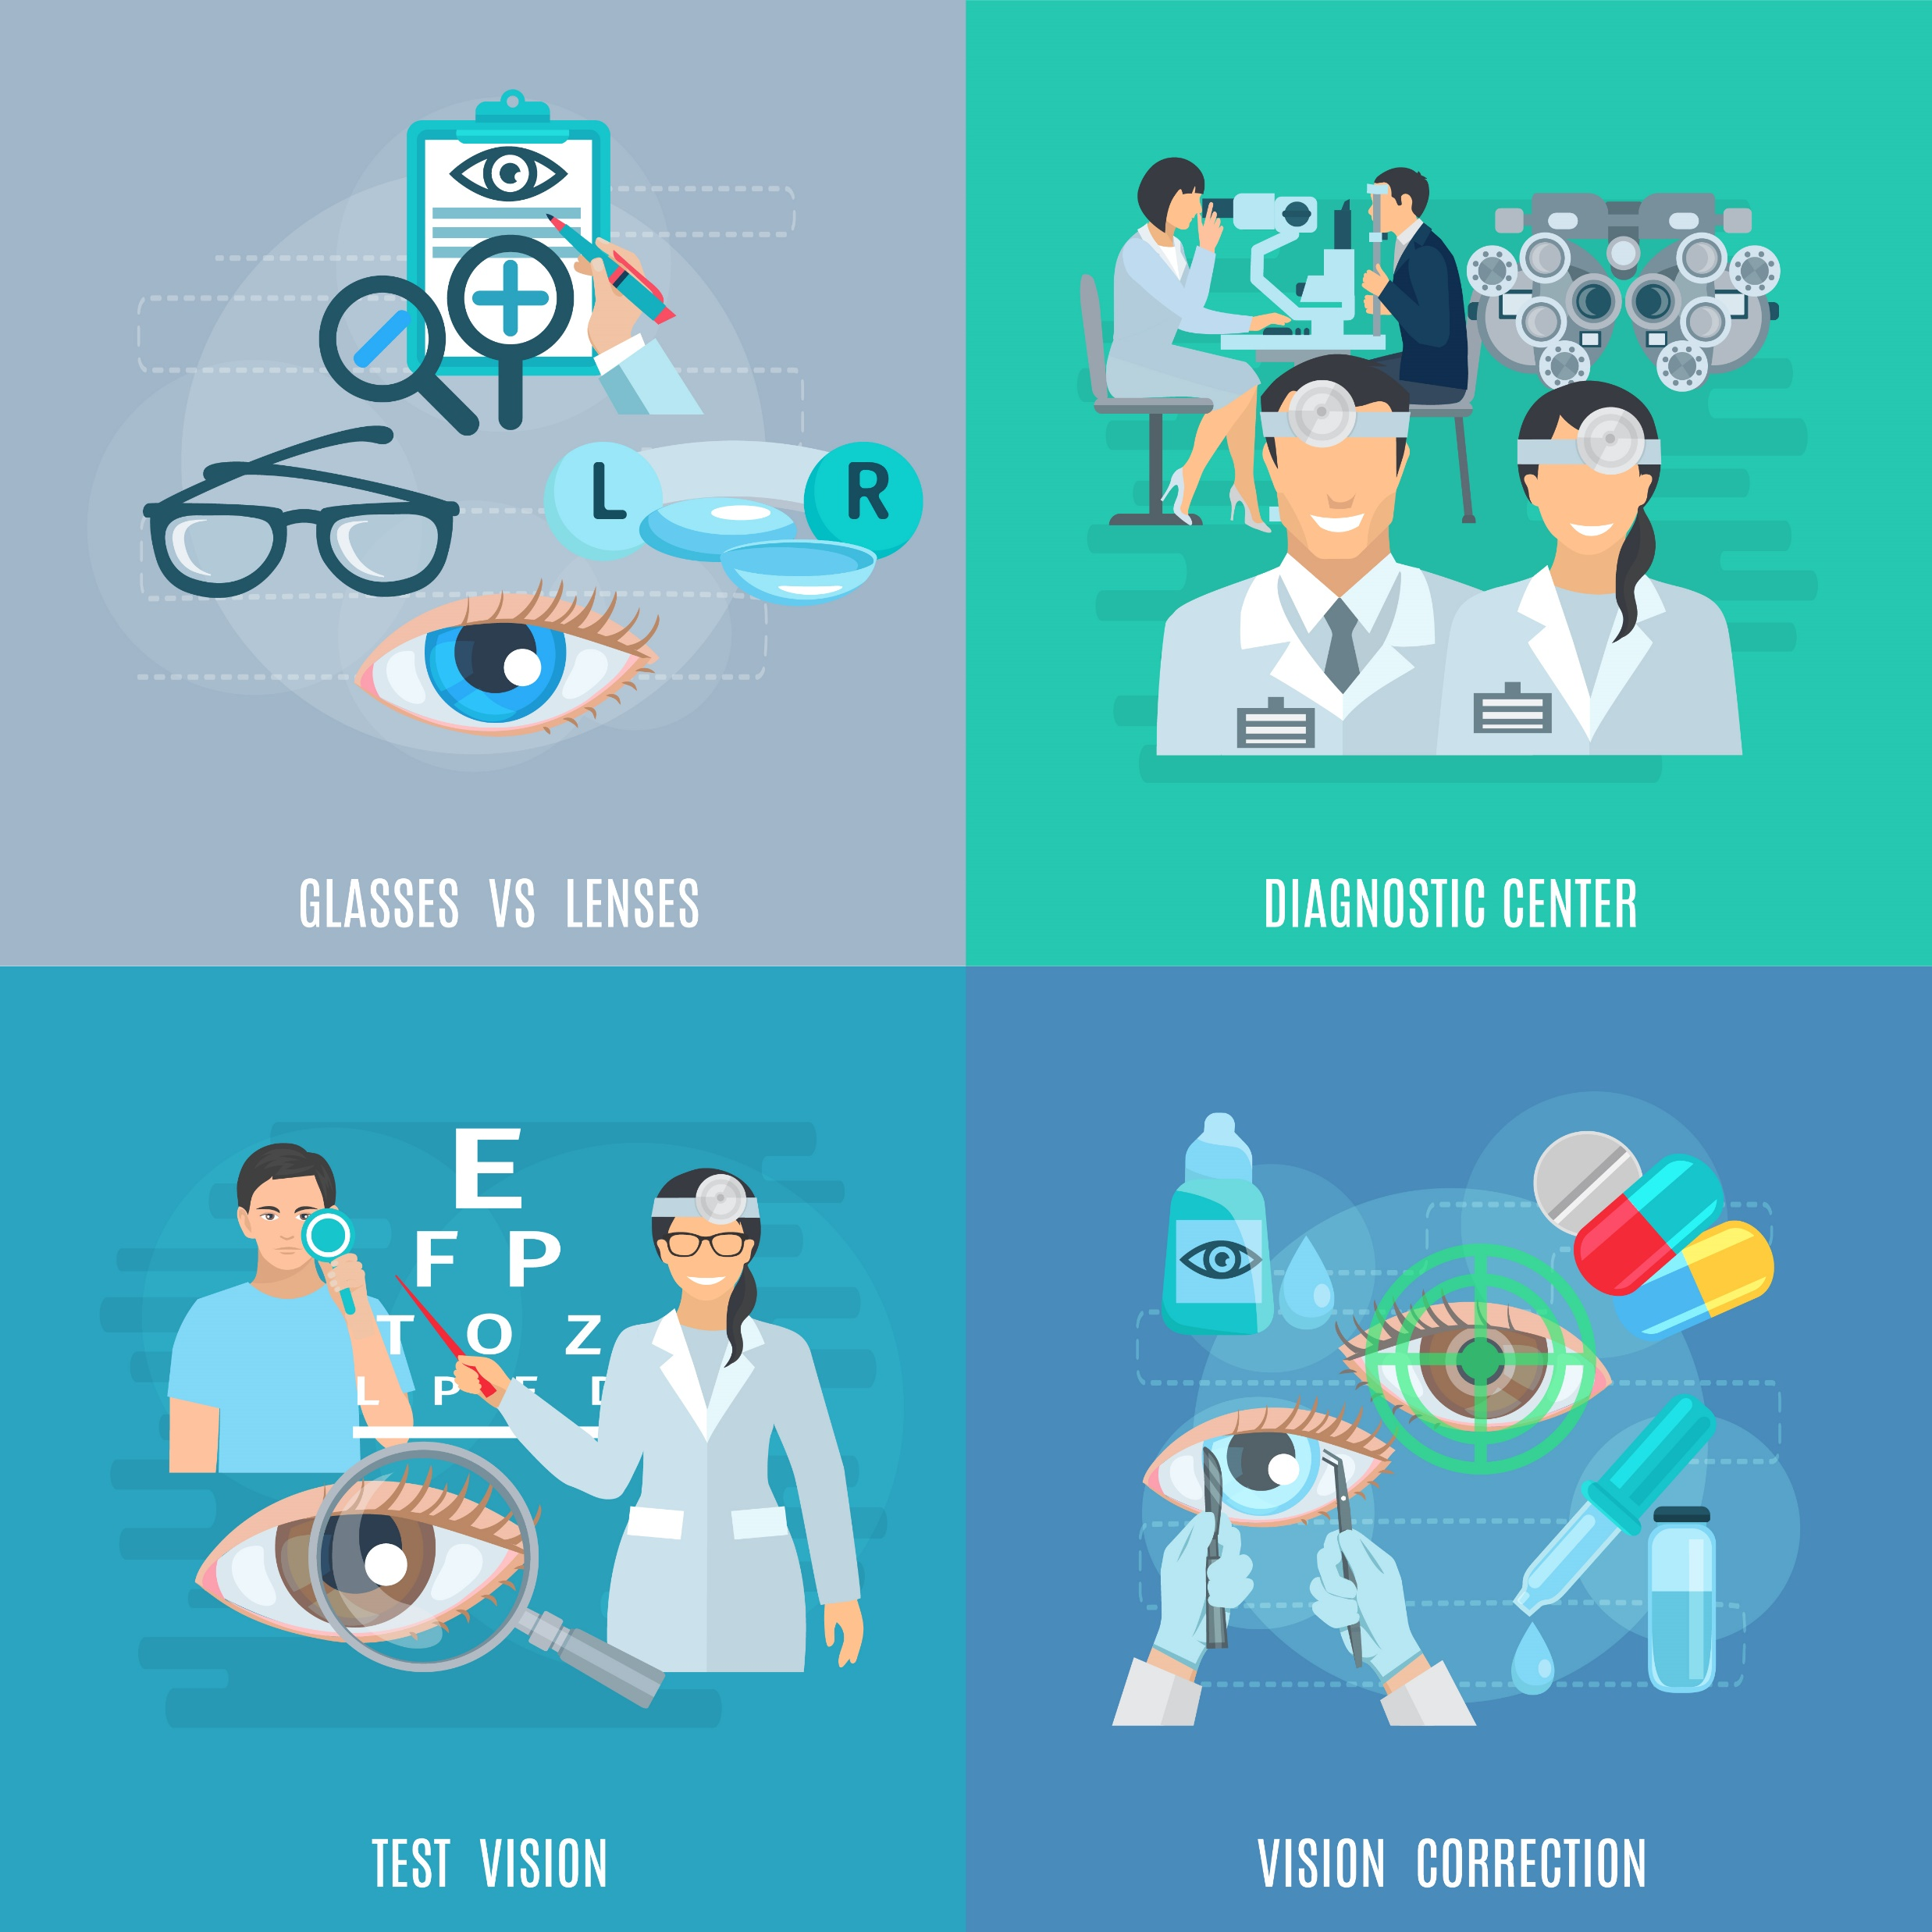 L R
GLASSES VS LENSES
DIAGNOSTIC CENTER
E
F P
T O Z
L P E D
TEST VISION
VISION CORRECTION